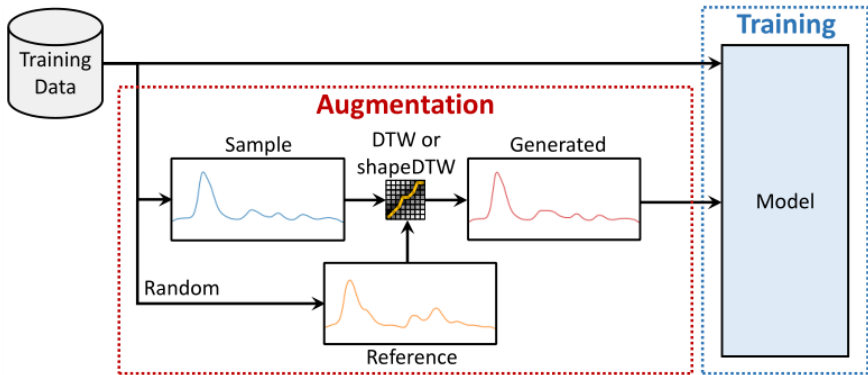 Training
Data
Training
Augmentation
Sample
DTW or
shapeDTW
Generated
Model
Random
Reference